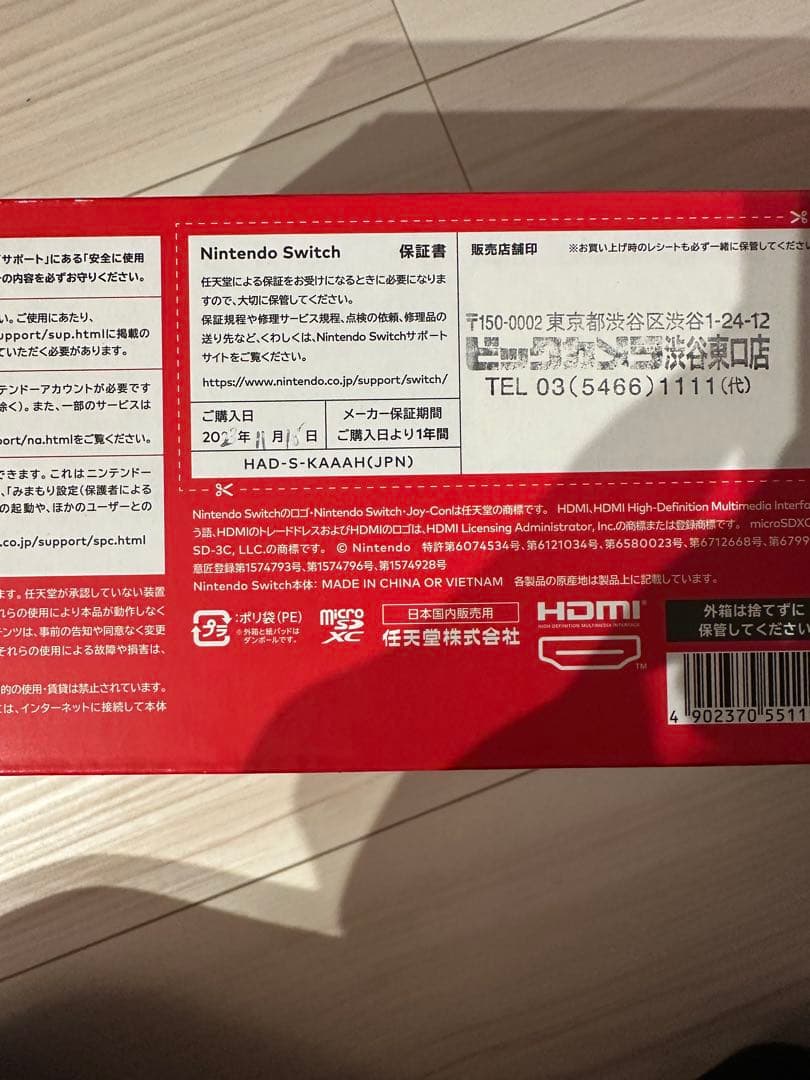 サポート」にある「安全に使用
の内容を必ずお守りください。
い。ご使用にあたり、
upport/sup.htmlに掲載の
ていただく必要があります。
テンドーアカウントが必要です
除く）。また、一部のサービスは
ort/na.htmlをご覧ください。
できます。これはニンテンドー
、「みまもり設定（保護者による
の起動や、ほかのユーザーとの
.co.jp/support/spc.html
ます。任天堂が承認していない装置
れらの使用により本品が動作しなく
テンツは、事前の告知や同意なく変更
それらの使用による故障や損害は、
的の使用・賃貸は禁止されています。
には、インターネットに接続して本体
Nintendo Switch 保証書
任天堂による保証をお受けになるときに必要になりま
すので、大切に保管してください。
保証規程や修理サービス規程、点検の依頼、修理品の
送り先など、くわしくは、Nintendo Switchサポート
サイトをご覧ください。
https://www.nintendo.co.jp/support/switch/
ご購入日
2023年 11月 15日
メーカー保証期間
ご購入日より1年間
HAD-S-KAAAH(JPN)
販売店舗印 ※お買い上げ時のレシートも必ず一緒に保管してくださ
〒150-0002 東京都渋谷区渋谷1-24-12
ビックカメラ渋谷東口店
TEL 03(5466)1111(代)
Nintendo Switchのロゴ・Nintendo Switch・Joy-Conは任天堂の商標です。 HDMI、HDMI High-Definition Multimedia Interfa
う語、HDMIのトレードドレスおよびHDMIのロゴは、HDMI Licensing Administrator, Inc.の商標または登録商標です。 microSDX
SD-3C, LLC.の商標です。 © Nintendo 特許第6074534号、第6121034号、第6580023号、第6712668号、第6799
意匠登録第1574793号、第1574796号、第1574928号
Nintendo Switch本体： MADE IN CHINA OR VIETNAM 各製品の原産地は製品上に記載しています。
プラ
：ポリ袋(PE)
※外箱と紙パッドは
ダンボールです。
micro
SD
XC
日本国内販売用
任天堂株式会社
HDMI
HIGH-DEFINITION MULTIMEDIA INTERFACE
TM
外箱は捨てずに
保管してください
4 902370 5511